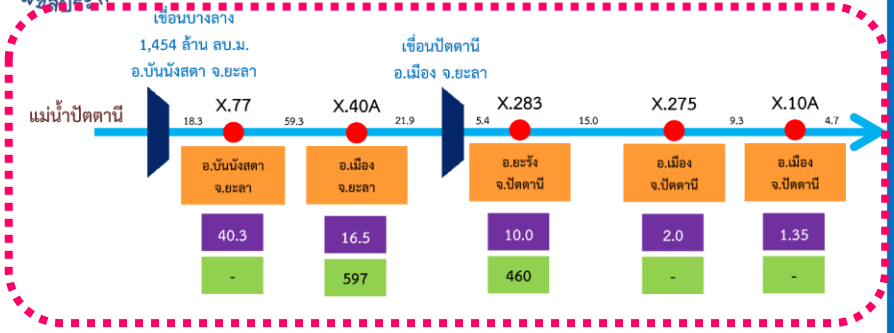 เขื่อนบางลาง
1,454 ล้าน ลบ.ม.
อ.บันนังสตา จ.ยะลา
เขื่อนปัตตานี
อ.เมือง จ.ยะลา
แม่น้ำปัตตานี
X.77
X.40A
X.283
X.275
X.10A
18.3
59.3
21.9
5.4
15.0
9.3
4.7
อ.บันนังสตา
จ.ยะลา
อ.เมือง
จ.ยะลา
อ.ยะรัง
จ.ปัตตานี
อ.เมือง
จ.ปัตตานี
อ.เมือง
จ.ปัตตานี
40.3
16.5
10.0
2.0
1.35
-
597
460
-
-